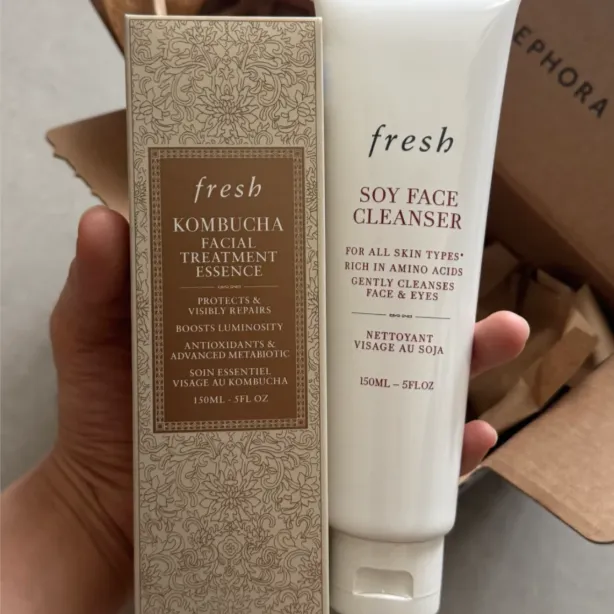 fresh
KOMBUCHA
FACIAL
TREATMENT
ESSENCE
PROTECTS &
VISIBLY REPAIRS
BOOSTS LUMINOSITY
ANTIOXIDANTS &
ADVANCED METABIOTIC
SOIN ESSENTIEL
VISAGE AU KOMBUCHA
150ML - 5FL OZ
fresh
SOY FACE
CLEANSER
FOR ALL SKIN TYPES*
RICH IN AMINO ACIDS
GENTLY CLEANSES
FACE & EYES
NETTOYANT
VISAGE AU SOJA
150ML – 5FLOZ
EPHORA